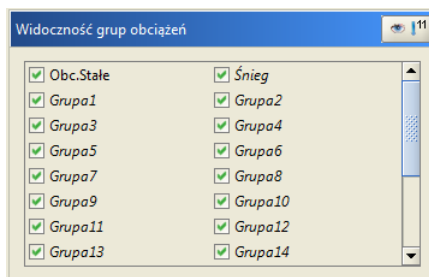 Widoczność grup obciążeń 11
Obc.Stałe Śnieg
Grupa1 Grupa2
Grupa3 Grupa4
Grupa5 Grupa6
Grupa7 Grupa8
Grupa9 Grupa10
Grupa11 Grupa12
Grupa13 Grupa14